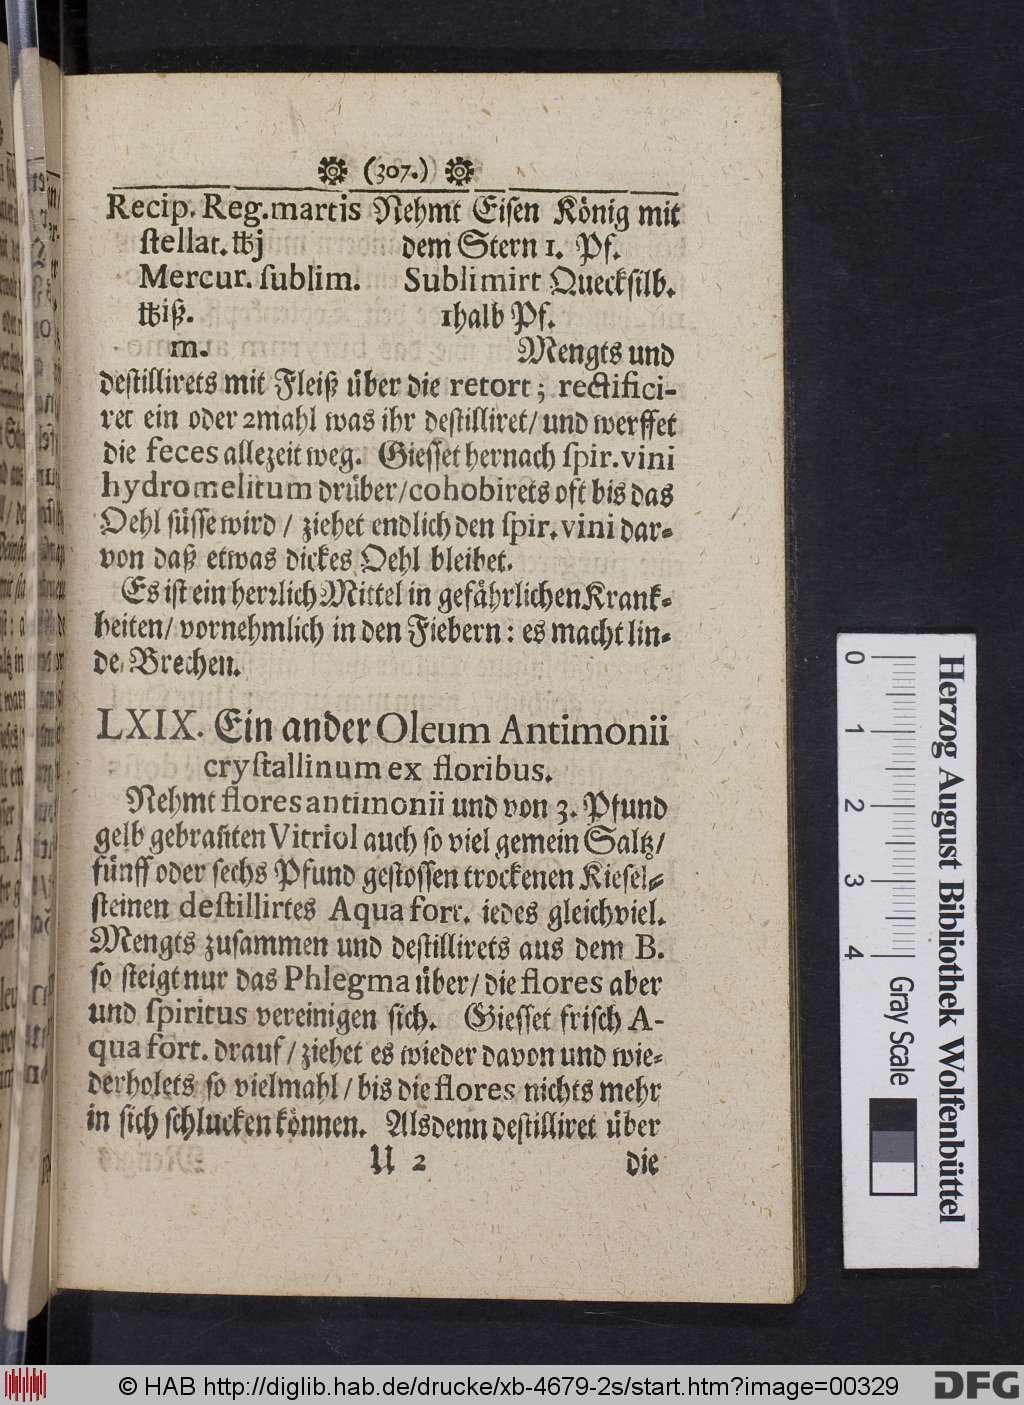 (307.)
Recip. Reg. martis Nehmt Eisen König mit
stellat. ℔j dem Stern 1. Pf.
Mercur. sublim. Sublimirt Quecksilb.
℔iß. 1halb Pf.
m. Mengts und
destillirets mit Fleiß über die retort; rectifici-
ret ein oder 2mahl was ihr destilliret/ und werffet
die feces allezeit weg. Giesset hernach spir. vini
hydromelitum drüber/ cohobirets oft bis das
Oehl süsse wird / ziehet endlich den spir. vini dar-
von daß etwas dickes Oehl bleibet.
Es ist ein herrlich Mittel in gefährlichen Krank-
heiten/ vornehmlich in den Fiebern: es macht lin-
de Brechen.
LXIX. Ein ander Oleum Antimonii
crystallinum ex floribus.
Nehmt flores antimonii und von 3. Pfund
gelb gebrañten Vitriol auch so viel gemein Saltz/
fünff oder sechs Pfund gestossen trockenen Kiesel-
steinen destillirtes Aqua fort. iedes gleichviel.
Mengts zusammen und destillirets aus dem B.
so steigt nur das Phlegma über/ die flores aber
und spiritus vereinigen sich. Giesset frisch A-
qua fort. drauf / ziehet es wieder davon und wie-
derholets so vielmahl / bis die flores nichts mehr
in sich schlucken können. Alsdenn destilliret über
U 2 die
0 1 2 3 4
Gray Scale
Herzog August Bibliothek Wolfenbüttel
© HAB http://diglib.hab.de/drucke/xb-4679-2s/start.htm?image=00329
DFG